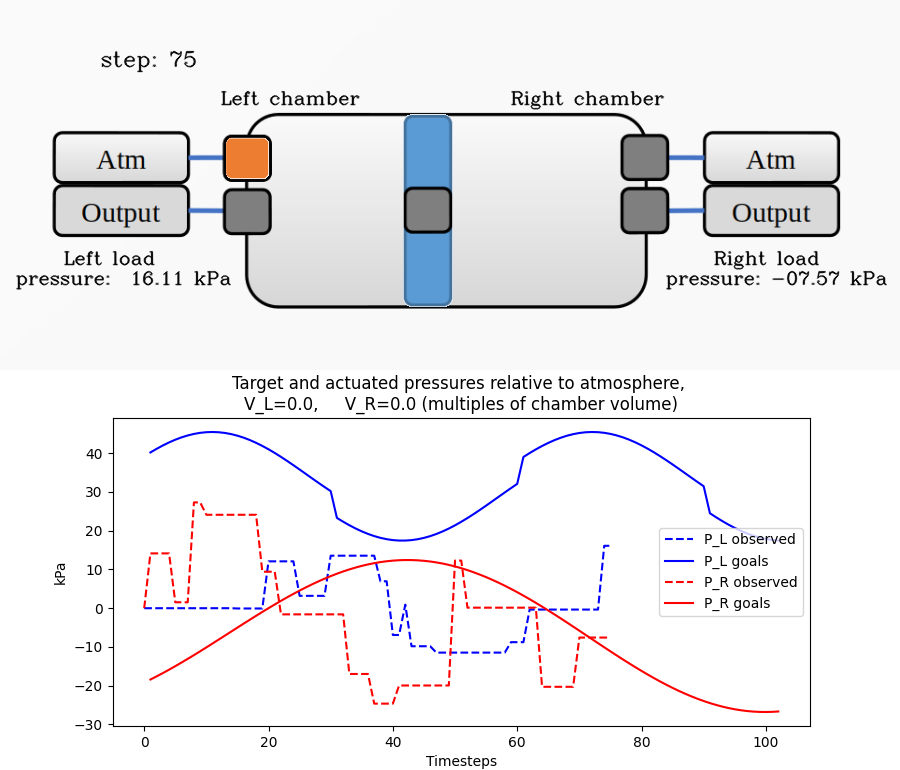 step: 75
Left chamber
Right chamber
Atm
Atm
Output
Output
Left load
pressure: 16.11 kPa
Right load
pressure: -07.57 kPa
Target and actuated pressures relative to atmosphere,
V_L=0.0, V_R=0.0 (multiples of chamber volume)
kPa
40
30
20
10
0
−10
−20
−30
P_L observed
P_L goals
P_R observed
P_R goals
0 20 40 60 80 100
Timesteps